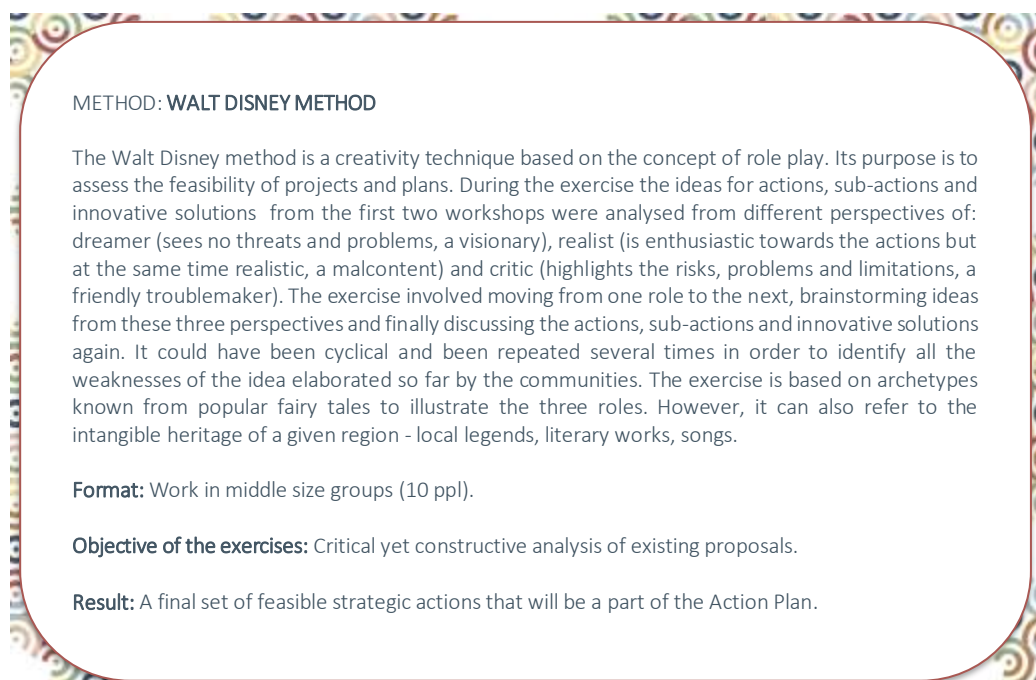 METHOD: WALT DISNEY METHOD
The Walt Disney method is a creativity technique based on the concept of role play. Its purpose is to
assess the feasibility of projects and plans. During the exercise the ideas for actions, sub-actions and
innovative solutions from the first two workshops were analysed from different perspectives of:
dreamer (sees no threats and problems, a visionary), realist (is enthusiastic towards the actions but
at the same time realistic, a malcontent) and critic (highlights the risks, problems and limitations, a
friendly troublemaker). The exercise involved moving from one role to the next, brainstorming ideas
from these three perspectives and finally discussing the actions, sub-actions and innovative solutions
again. It could have been cyclical and been repeated several times in order to identify all the
weaknesses of the idea elaborated so far by the communities. The exercise is based on archetypes
known from popular fairy tales to illustrate the three roles. However, it can also refer to the
intangible heritage of a given region - local legends, literary works, songs.
Format: Work in middle size groups (10 ppl).
Objective of the exercises: Critical yet constructive analysis of existing proposals.
Result: A final set of feasible strategic actions that will be a part of the Action Plan.